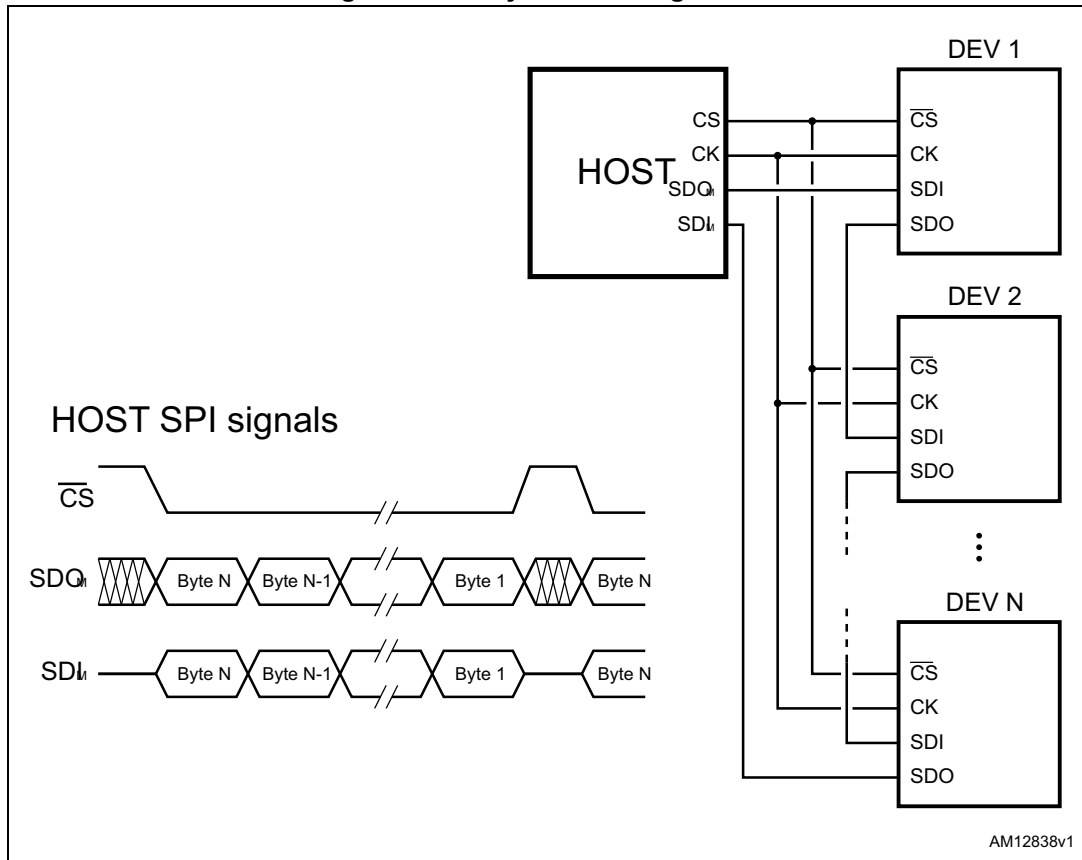 DEV 1
HOST
CS
CK
SDOM
SDIM
CS
CK
SDI
SDO
DEV 2
CS
CK
SDI
SDO
DEV N
CS
CK
SDI
SDO
HOST SPI signals
CS
SDOM
Byte N
Byte N-1
Byte 1
Byte N
SDIM
Byte N
Byte N-1
Byte 1
Byte N
AM12838v1